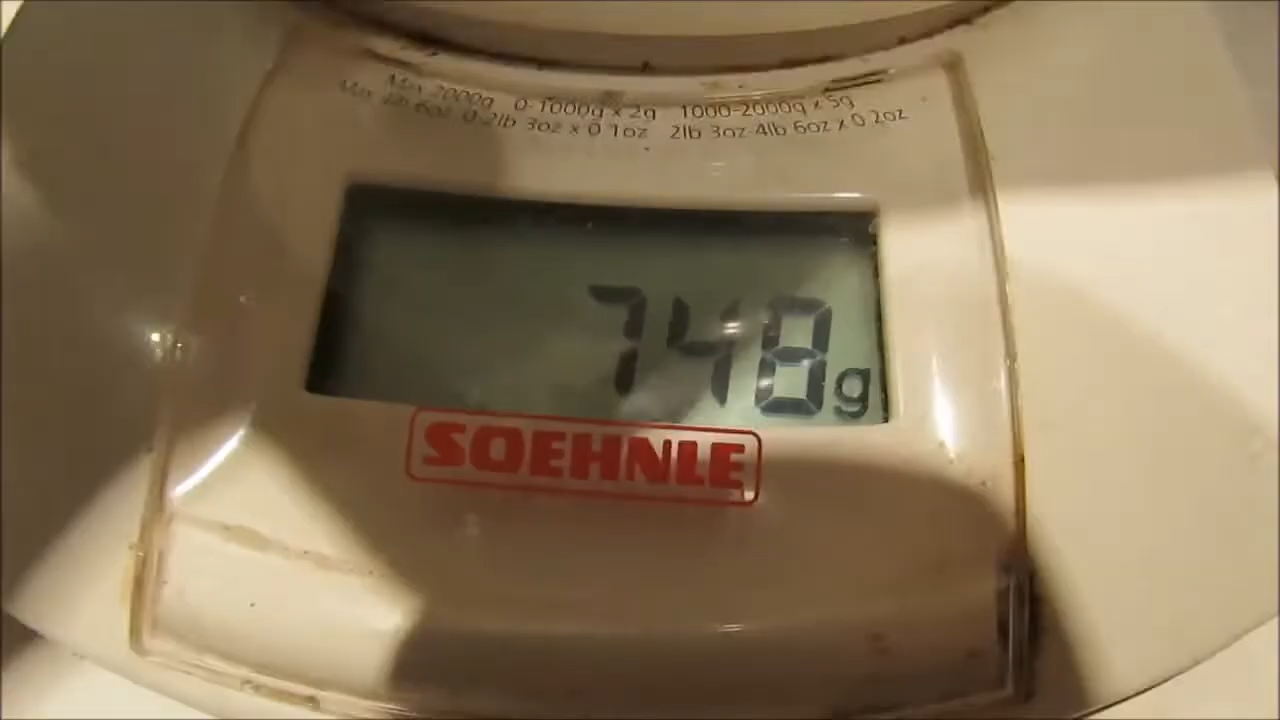 Max 2000g 0-1000g x 2g 1000-2000g x 5g
Max 4lb 6oz 0-2lb 3oz x 0.1oz 2lb 3oz-4lb 6oz x 0.2oz
748g
SOEHNLE